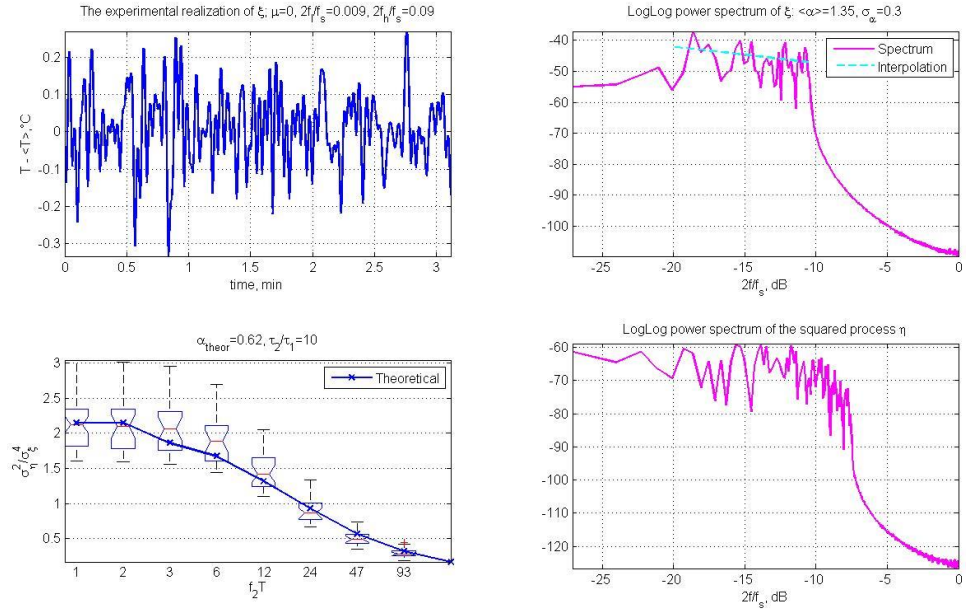 The experimental realization of ξ; μ=0, 2f_l/f_s=0.009, 2f_h/f_s=0.09
T - <T>,°C
0.2
0.1
0
-0.1
-0.2
-0.3
0 0.5 1 1.5 2 2.5 3
time, min
LogLog power spectrum of ξ: <α>=1.35, σ_α=0.3
Spectrum
Interpolation
-40
-50
-60
-70
-80
-90
-100
-25 -20 -15 -10 -5 0
2f/f_s, dB
α_theor=0.62, τ_2/τ_1=10
Theoretical
σ_η^2/σ_ξ^4
3
2.5
2
1.5
1
0.5
1 2 3 6 12 24 47 93
f_2T
LogLog power spectrum of the squared process η
-60
-70
-80
-90
-100
-110
-120
-25 -20 -15 -10 -5 0
2f/f_s, dB